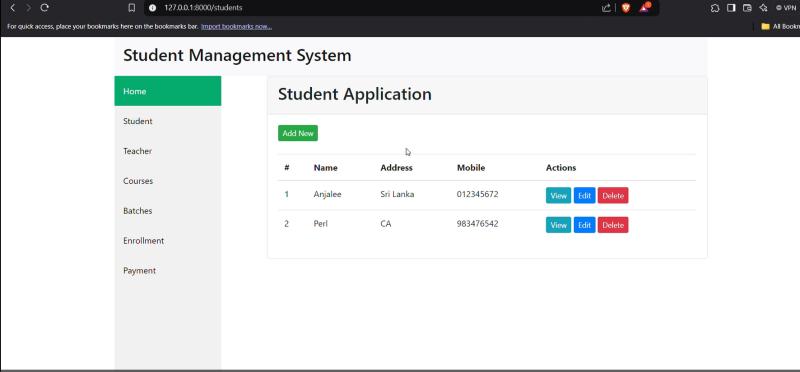 127.0.0.1:8000/students
VPN
For quick access, place your bookmarks here on the bookmarks bar. Import bookmarks now...
All Bookm
Student Management System
Home
Student
Teacher
Courses
Batches
Enrollment
Payment
Student Application
Add New
# Name Address Mobile Actions
1 Anjalee Sri Lanka 012345672 View Edit Delete
2 Perl CA 983476542 View Edit Delete